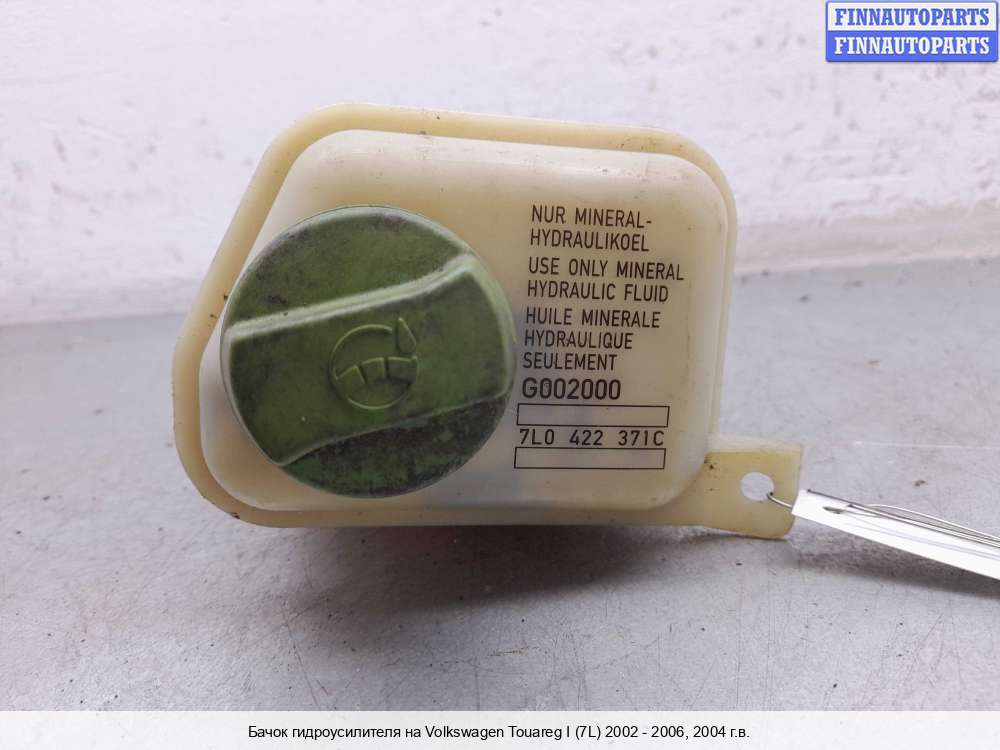 FINNAUTOPARTS
FINNAUTOPARTS
NUR MINERAL-
HYDRAULIKOEL
USE ONLY MINERAL
HYDRAULIC FLUID
HUILE MINERALE
HYDRAULIQUE
SEULEMENT
G002000
7L0 422 371C
Бачок гидроусилителя на Volkswagen Touareg I (7L) 2002 - 2006, 2004 г.в.